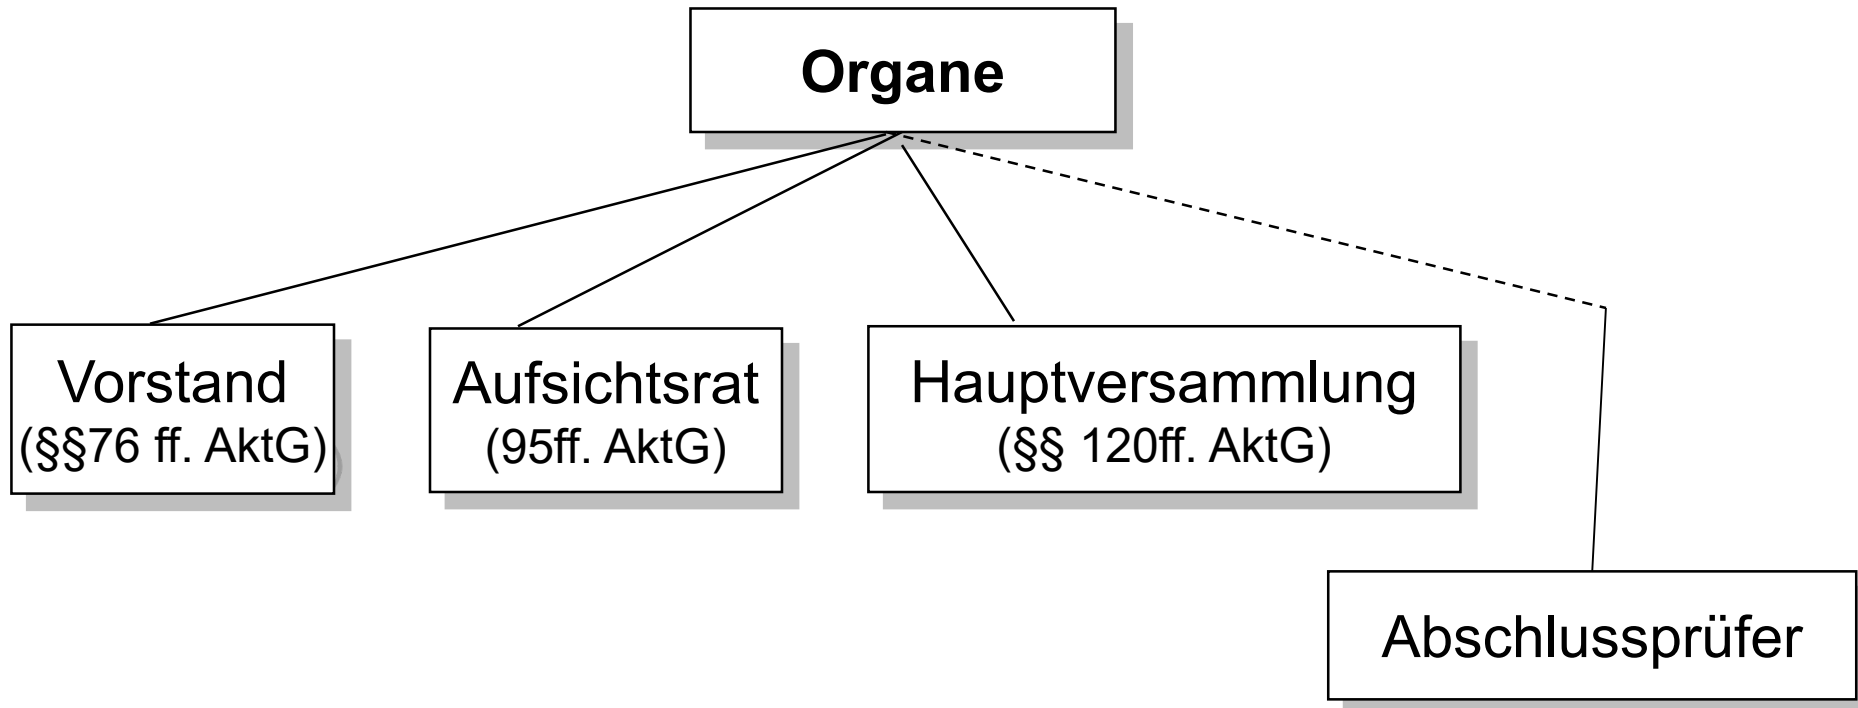 Organe
Vorstand
(§§76 ff. AktG)
Aufsichtsrat
(95ff. AktG)
Hauptversammlung
(§§ 120ff. AktG)
Abschlussprüfer